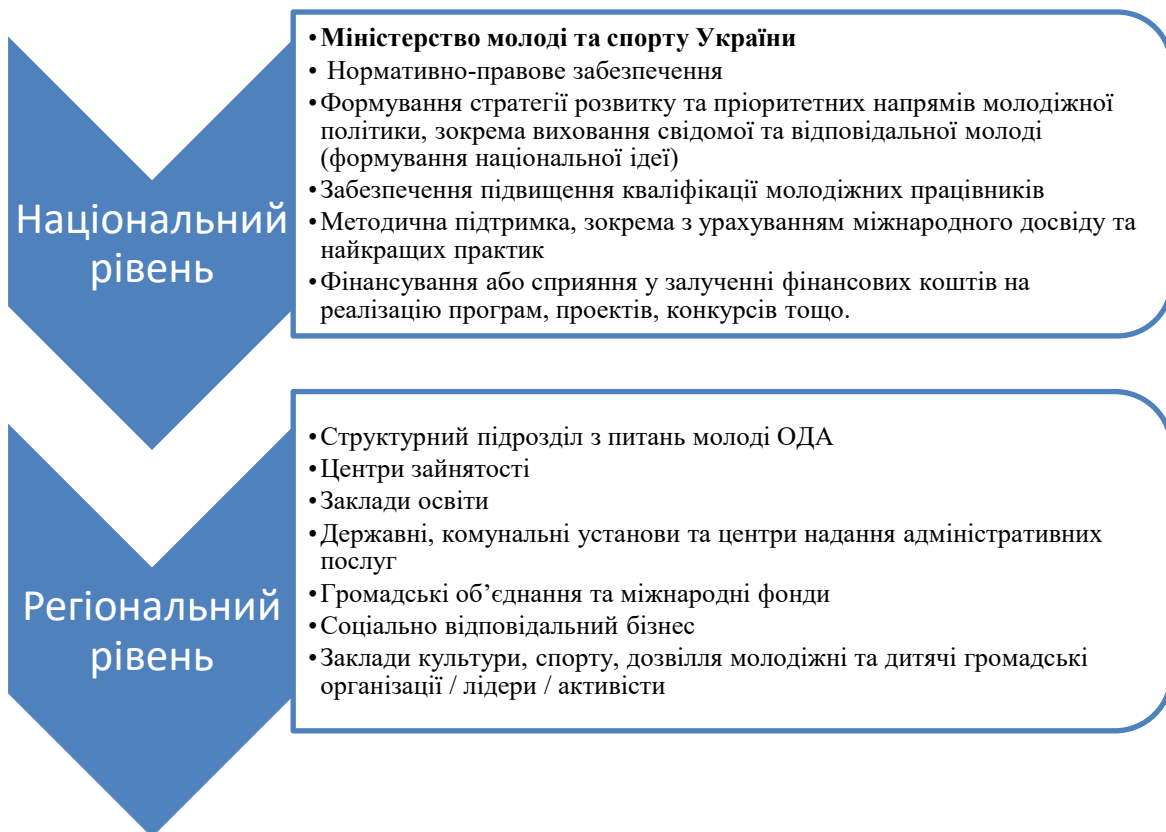 Національний
рівень
•Міністерство молоді та спорту України
• Нормативно-правове забезпечення
•Формування стратегії розвитку та пріоритетних напрямів молодіжної
політики, зокрема виховання свідомої та відповідальної молоді
(формування національної ідеї)
•Забезпечення підвищення кваліфікації молодіжних працівників
•Методична підтримка, зокрема з урахуванням міжнародного досвіду та
найкращих практик
•Фінансування або сприяння у залученні фінансових коштів на
реалізацію програм, проектів, конкурсів тощо.
Регіональний
рівень
•Структурний підрозділ з питань молоді ОДА
•Центри зайнятості
•Заклади освіти
•Державні, комунальні установи та центри надання адміністративних
послуг
•Громадські об’єднання та міжнародні фонди
•Соціально відповідальний бізнес
•Заклади культури, спорту, дозвілля молодіжні та дитячі громадські
організації / лідери / активісти